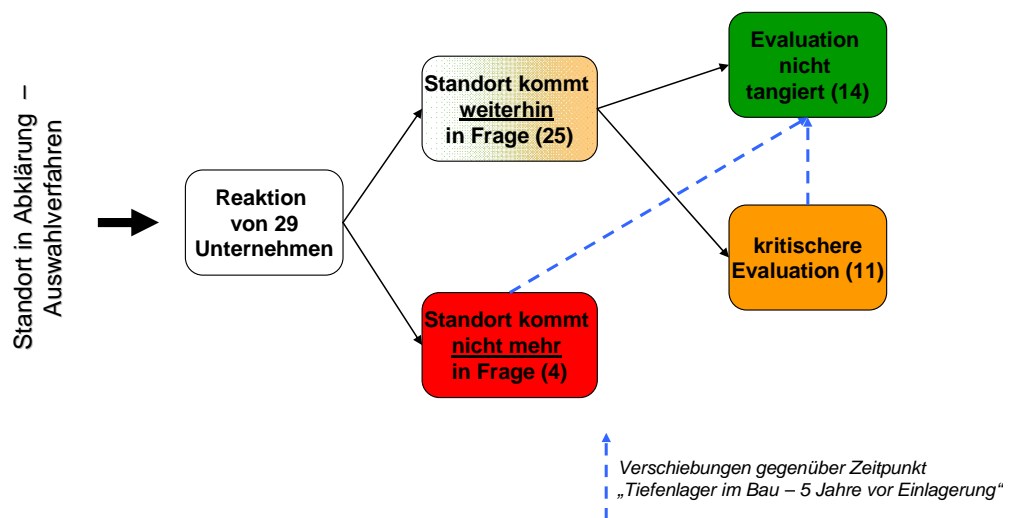 Standort in Abklärung –
Auswahlverfahren
Reaktion
von 29
Unternehmen
Standort kommt
weiterhin
in Frage (25)
Standort kommt
nicht mehr
in Frage (4)
Evaluation
nicht
tangiert (14)
kritischere
Evaluation (11)
Verschiebungen gegenüber Zeitpunkt
„Tiefenlager im Bau – 5 Jahre vor Einlagerung“